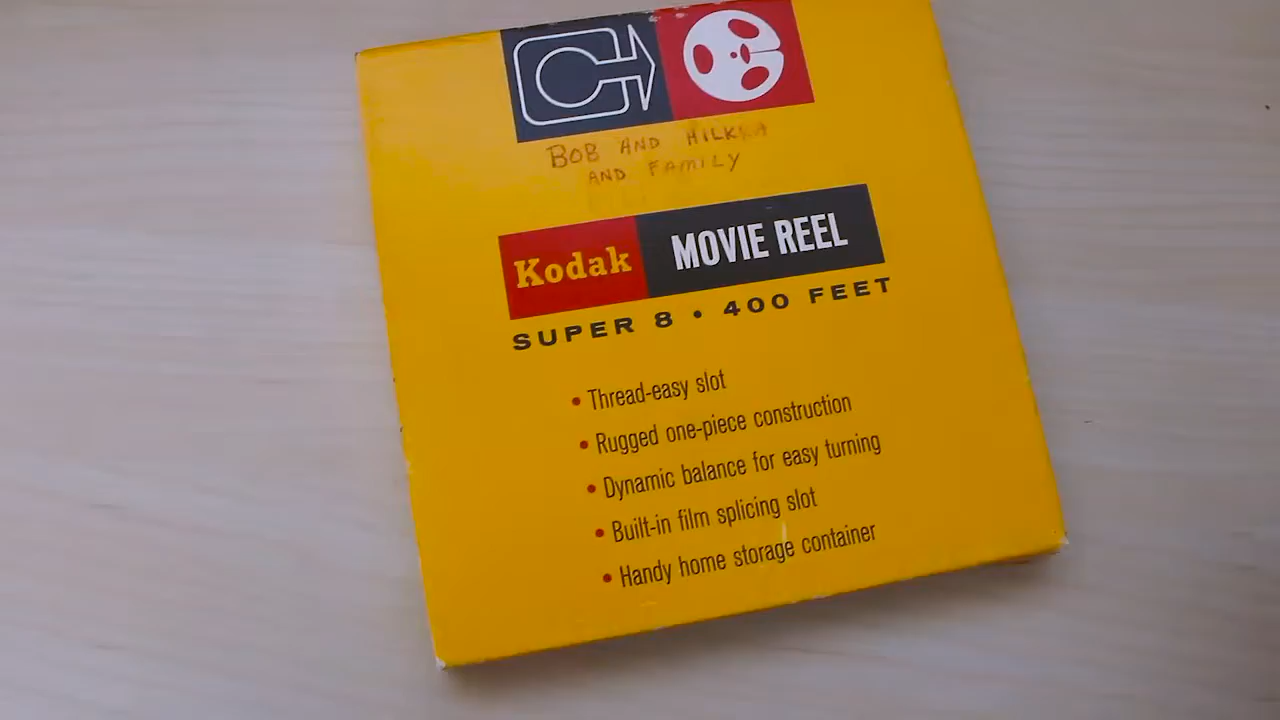 BOB AND HILKKA
AND FAMILY
Kodak MOVIE REEL
SUPER 8 • 400 FEET
• Thread-easy slot
• Rugged one-piece construction
• Dynamic balance for easy turning
• Built-in film splicing slot
• Handy home storage container